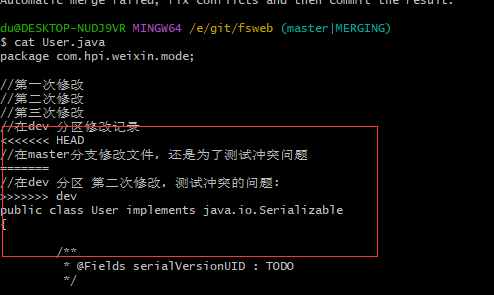 Automatic merge failed; fix conflicts and then commit the result.
du@DESKTOP-NUDJ9VR MINGW64 /e/git/fsweb (master|MERGING)
$ cat User.java
package com.hpi.weixin.mode;
//第一次修改
//第二次修改
//第三次修改
//在dev 分区修改记录
<<<<<<< HEAD
//在master分支修改文件, 还是为了测试冲突问题
=======
//在dev 分区 第二次修改, 测试冲突的问题:
>>>>>>> dev
public class User implements java.io.Serializable
{
/**
* @Fields serialVersionUID : TODO
*/